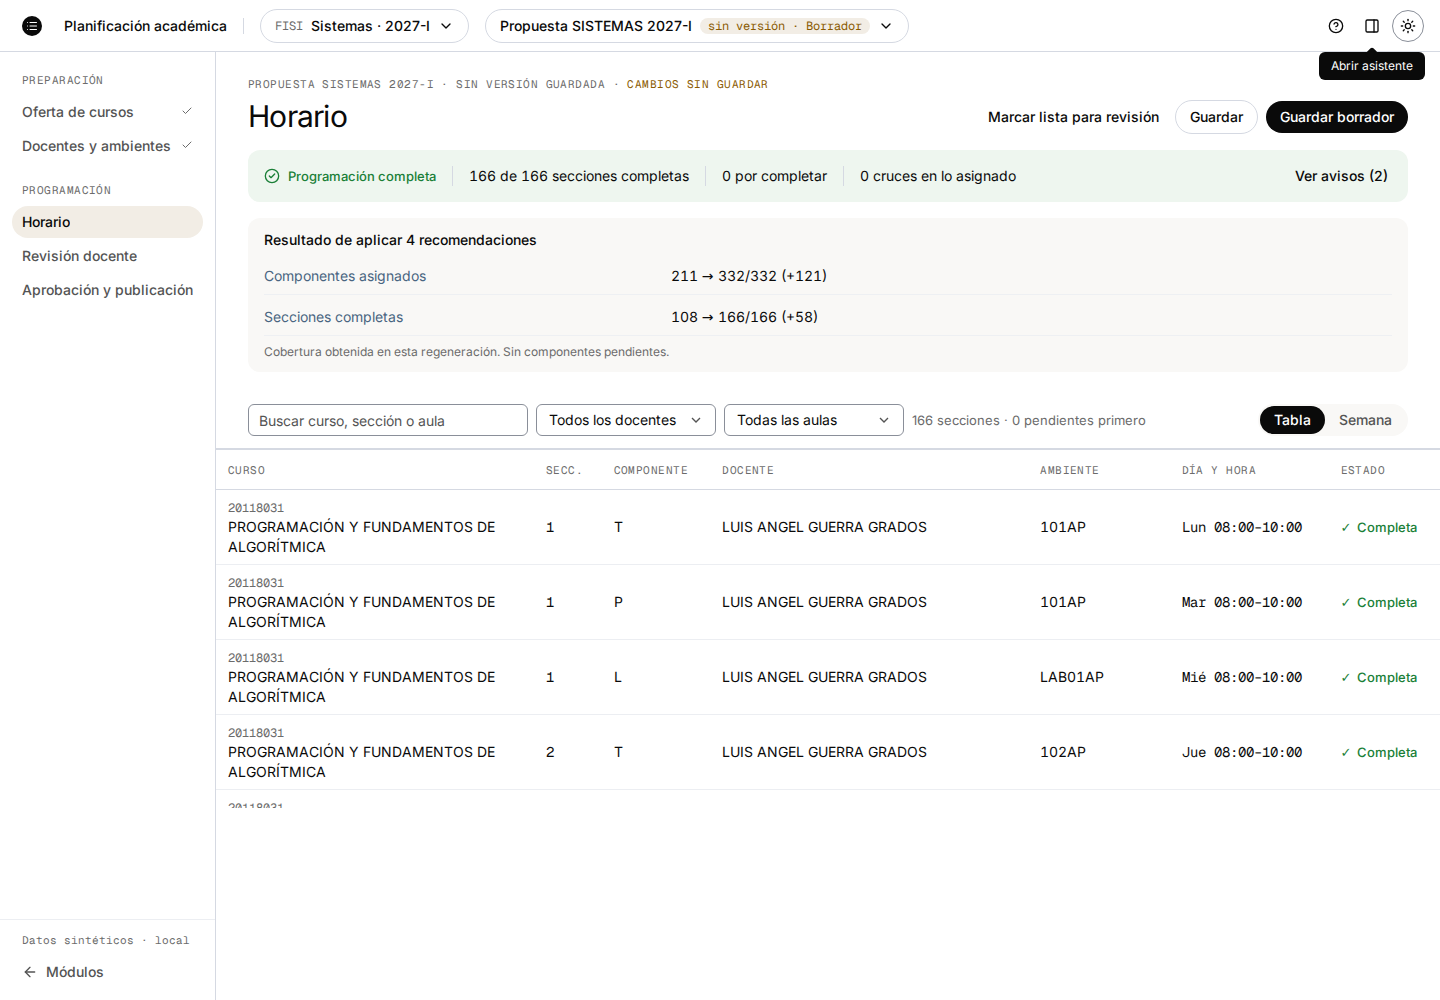 Planificación académica
FISI Sistemas · 2027-I
Propuesta SISTEMAS 2027-I sin versión · Borrador
Abrir asistente
PREPARACIÓN
Oferta de cursos
Docentes y ambientes
PROGRAMACIÓN
Horario
Revisión docente
Aprobación y publicación
Datos sintéticos · local
Módulos
PROPUESTA SISTEMAS 2027-I · SIN VERSIÓN GUARDADA · CAMBIOS SIN GUARDAR
Horario
Marcar lista para revisión
Guardar
Guardar borrador
Programación completa
166 de 166 secciones completas
0 por completar
0 cruces en lo asignado
Ver avisos (2)
Resultado de aplicar 4 recomendaciones
Componentes asignados 211 → 332/332 (+121)
Secciones completas 108 → 166/166 (+58)
Cobertura obtenida en esta regeneración. Sin componentes pendientes.
Buscar curso, sección o aula
Todos los docentes
Todas las aulas
166 secciones · 0 pendientes primero
Tabla
Semana
CURSO SECC. COMPONENTE DOCENTE AMBIENTE DÍA Y HORA ESTADO
20118031
PROGRAMACIÓN Y FUNDAMENTOS DE 1 T LUIS ANGEL GUERRA GRADOS 101AP Lun 08:00–10:00 ✓ Completa
ALGORÍTMICA
20118031
PROGRAMACIÓN Y FUNDAMENTOS DE 1 P LUIS ANGEL GUERRA GRADOS 101AP Mar 08:00–10:00 ✓ Completa
ALGORÍTMICA
20118031
PROGRAMACIÓN Y FUNDAMENTOS DE 1 L LUIS ANGEL GUERRA GRADOS LAB01AP Mié 08:00–10:00 ✓ Completa
ALGORÍTMICA
20118031
PROGRAMACIÓN Y FUNDAMENTOS DE 2 T LUIS ANGEL GUERRA GRADOS 102AP Jue 08:00–10:00 ✓ Completa
ALGORÍTMICA
20118031